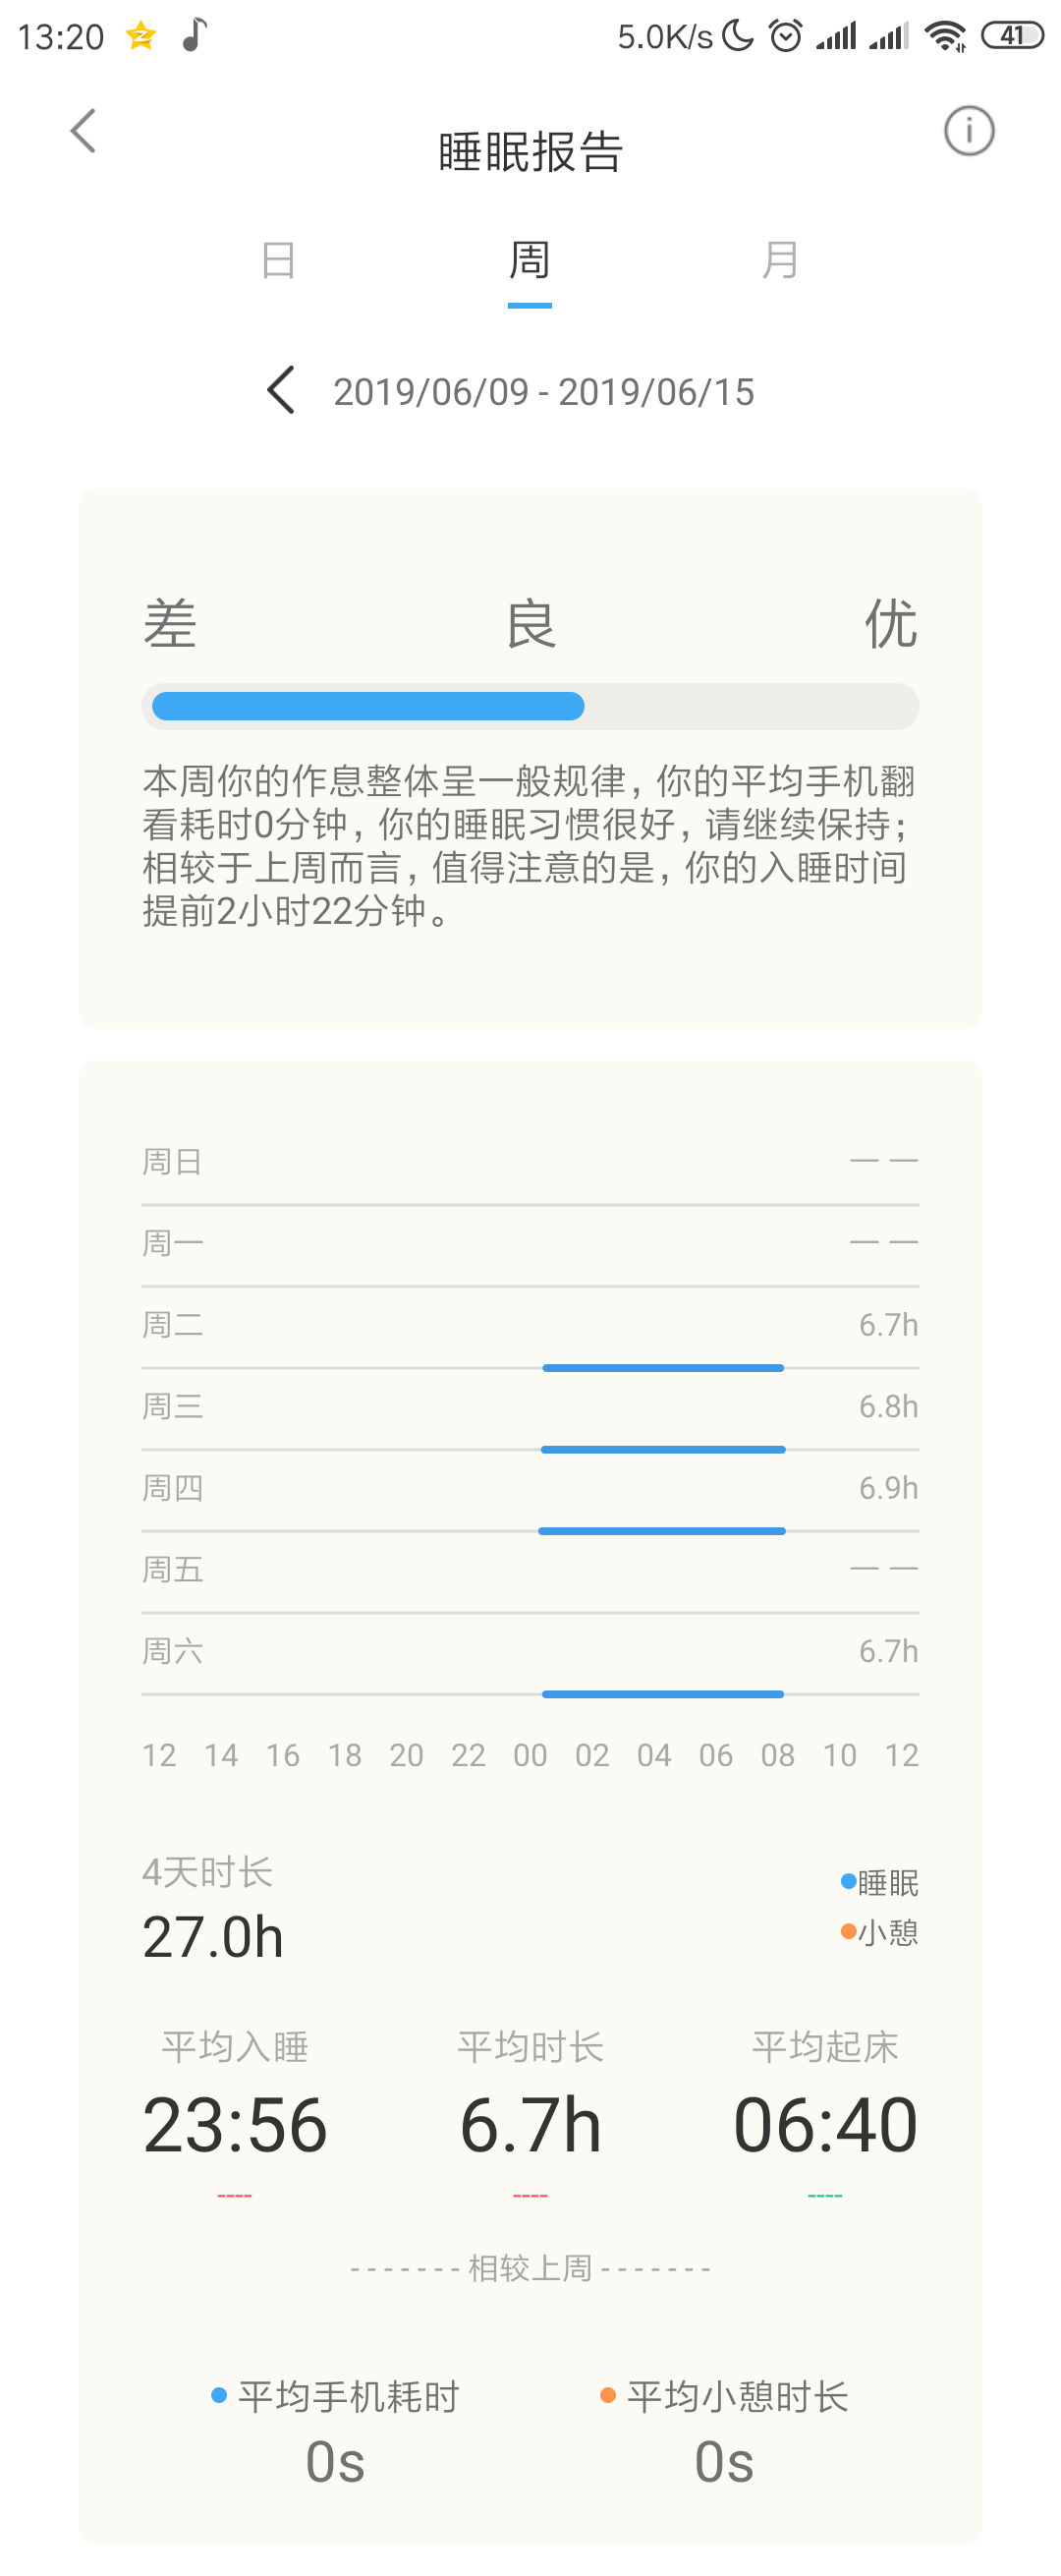 13:20 5.0K/s 41
睡眠报告
日 周 月
2019/06/09 - 2019/06/15
差 良 优
本周你的作息整体呈一般规律，你的平均手机翻
看耗时0分钟，你的睡眠习惯很好，请继续保持；
相较于上周而言，值得注意的是，你的入睡时间
提前2小时22分钟。
周日 — —
周一 — —
周二 6.7h
周三 6.8h
周四 6.9h
周五 — —
周六 6.7h
12 14 16 18 20 22 00 02 04 06 08 10 12
4天时长
27.0h
睡眠
小憩
平均入睡 平均时长 平均起床
23:56 6.7h 06:40
---- ---- ----
- - - - - - - 相较上周 - - - - - - -
平均手机耗时 平均小憩时长
0s 0s